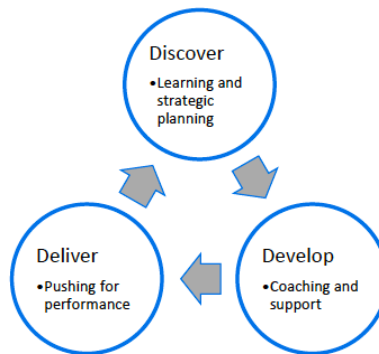 Discover
•Learning and
strategic
planning
Deliver
•Pushing for
performance
Develop
•Coaching and
support